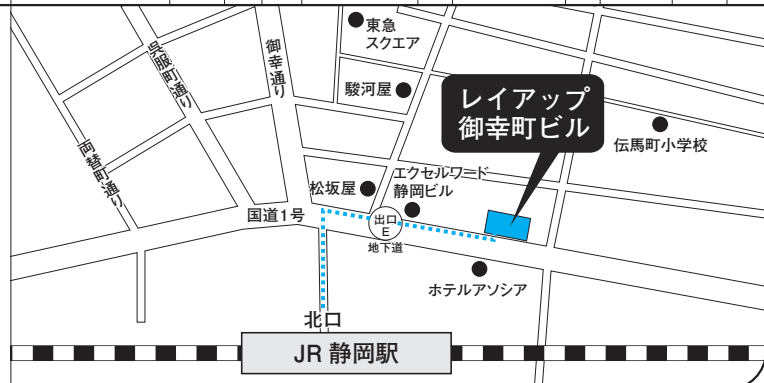 東急
スクエア
呉服町通り
御幸通り
駿河屋
レイアップ
御幸町ビル
伝馬町小学校
両替町通り
松坂屋
エクセルワード
静岡ビル
国道1号
出口
E
地下道
ホテルアソシア
北口
JR 静岡駅